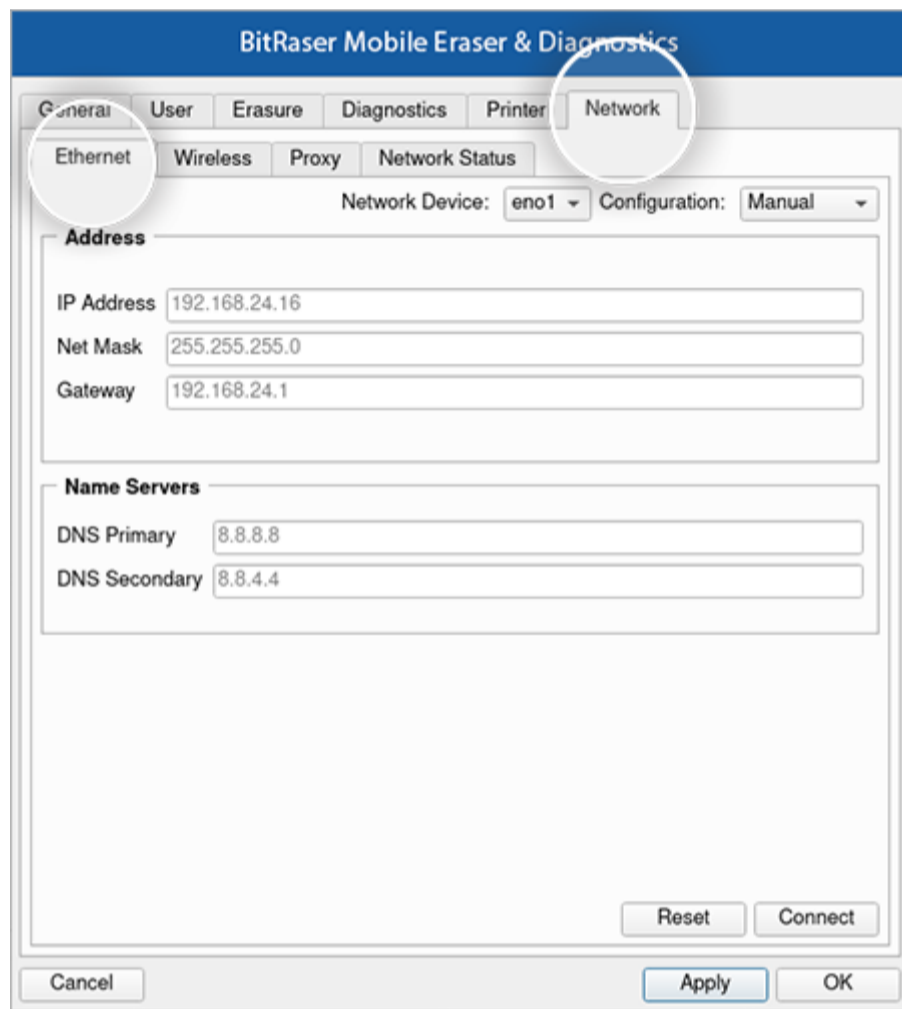 BitRaser Mobile Eraser & Diagnostics
General User Erasure Diagnostics Printer Network
Ethernet Wireless Proxy Network Status
Network Device: eno1 Configuration: Manual
Address
IP Address 192.168.24.16
Net Mask 255.255.255.0
Gateway 192.168.24.1
Name Servers
DNS Primary 8.8.8.8
DNS Secondary 8.8.4.4
Reset Connect
Cancel Apply OK